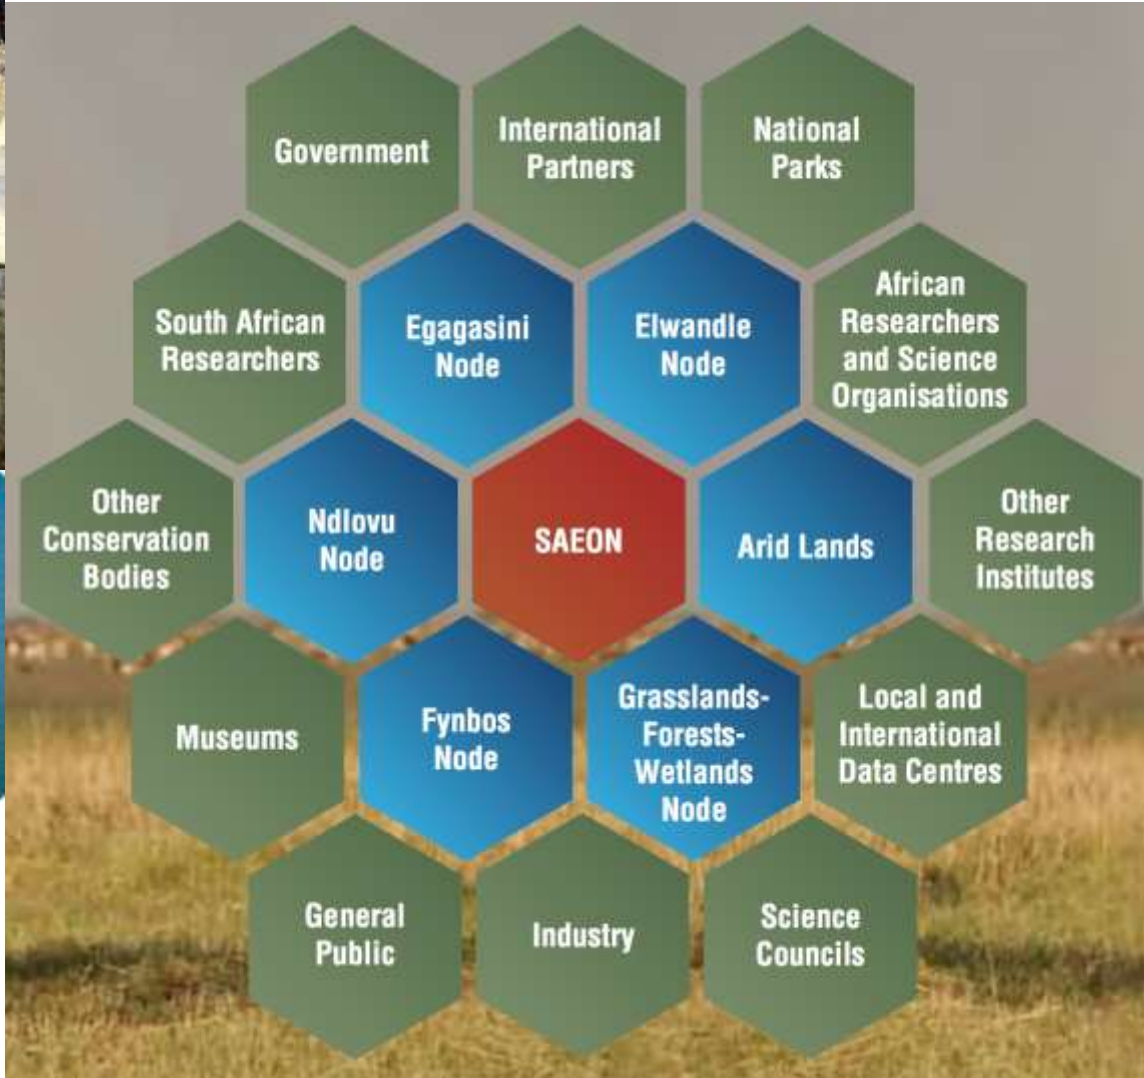 Government
International
Partners
National
Parks
South African
Researchers
Egagasini
Node
Elwandle
Node
African
Researchers
and Science
Organisations
Other
Conservation
Bodies
Ndlovu
Node
SAEON
Arid Lands
Other
Research
Institutes
Museums
Fynbos
Node
Grasslands-
Forests-
Wetlands
Node
Local and
International
Data Centres
General
Public
Industry
Science
Councils